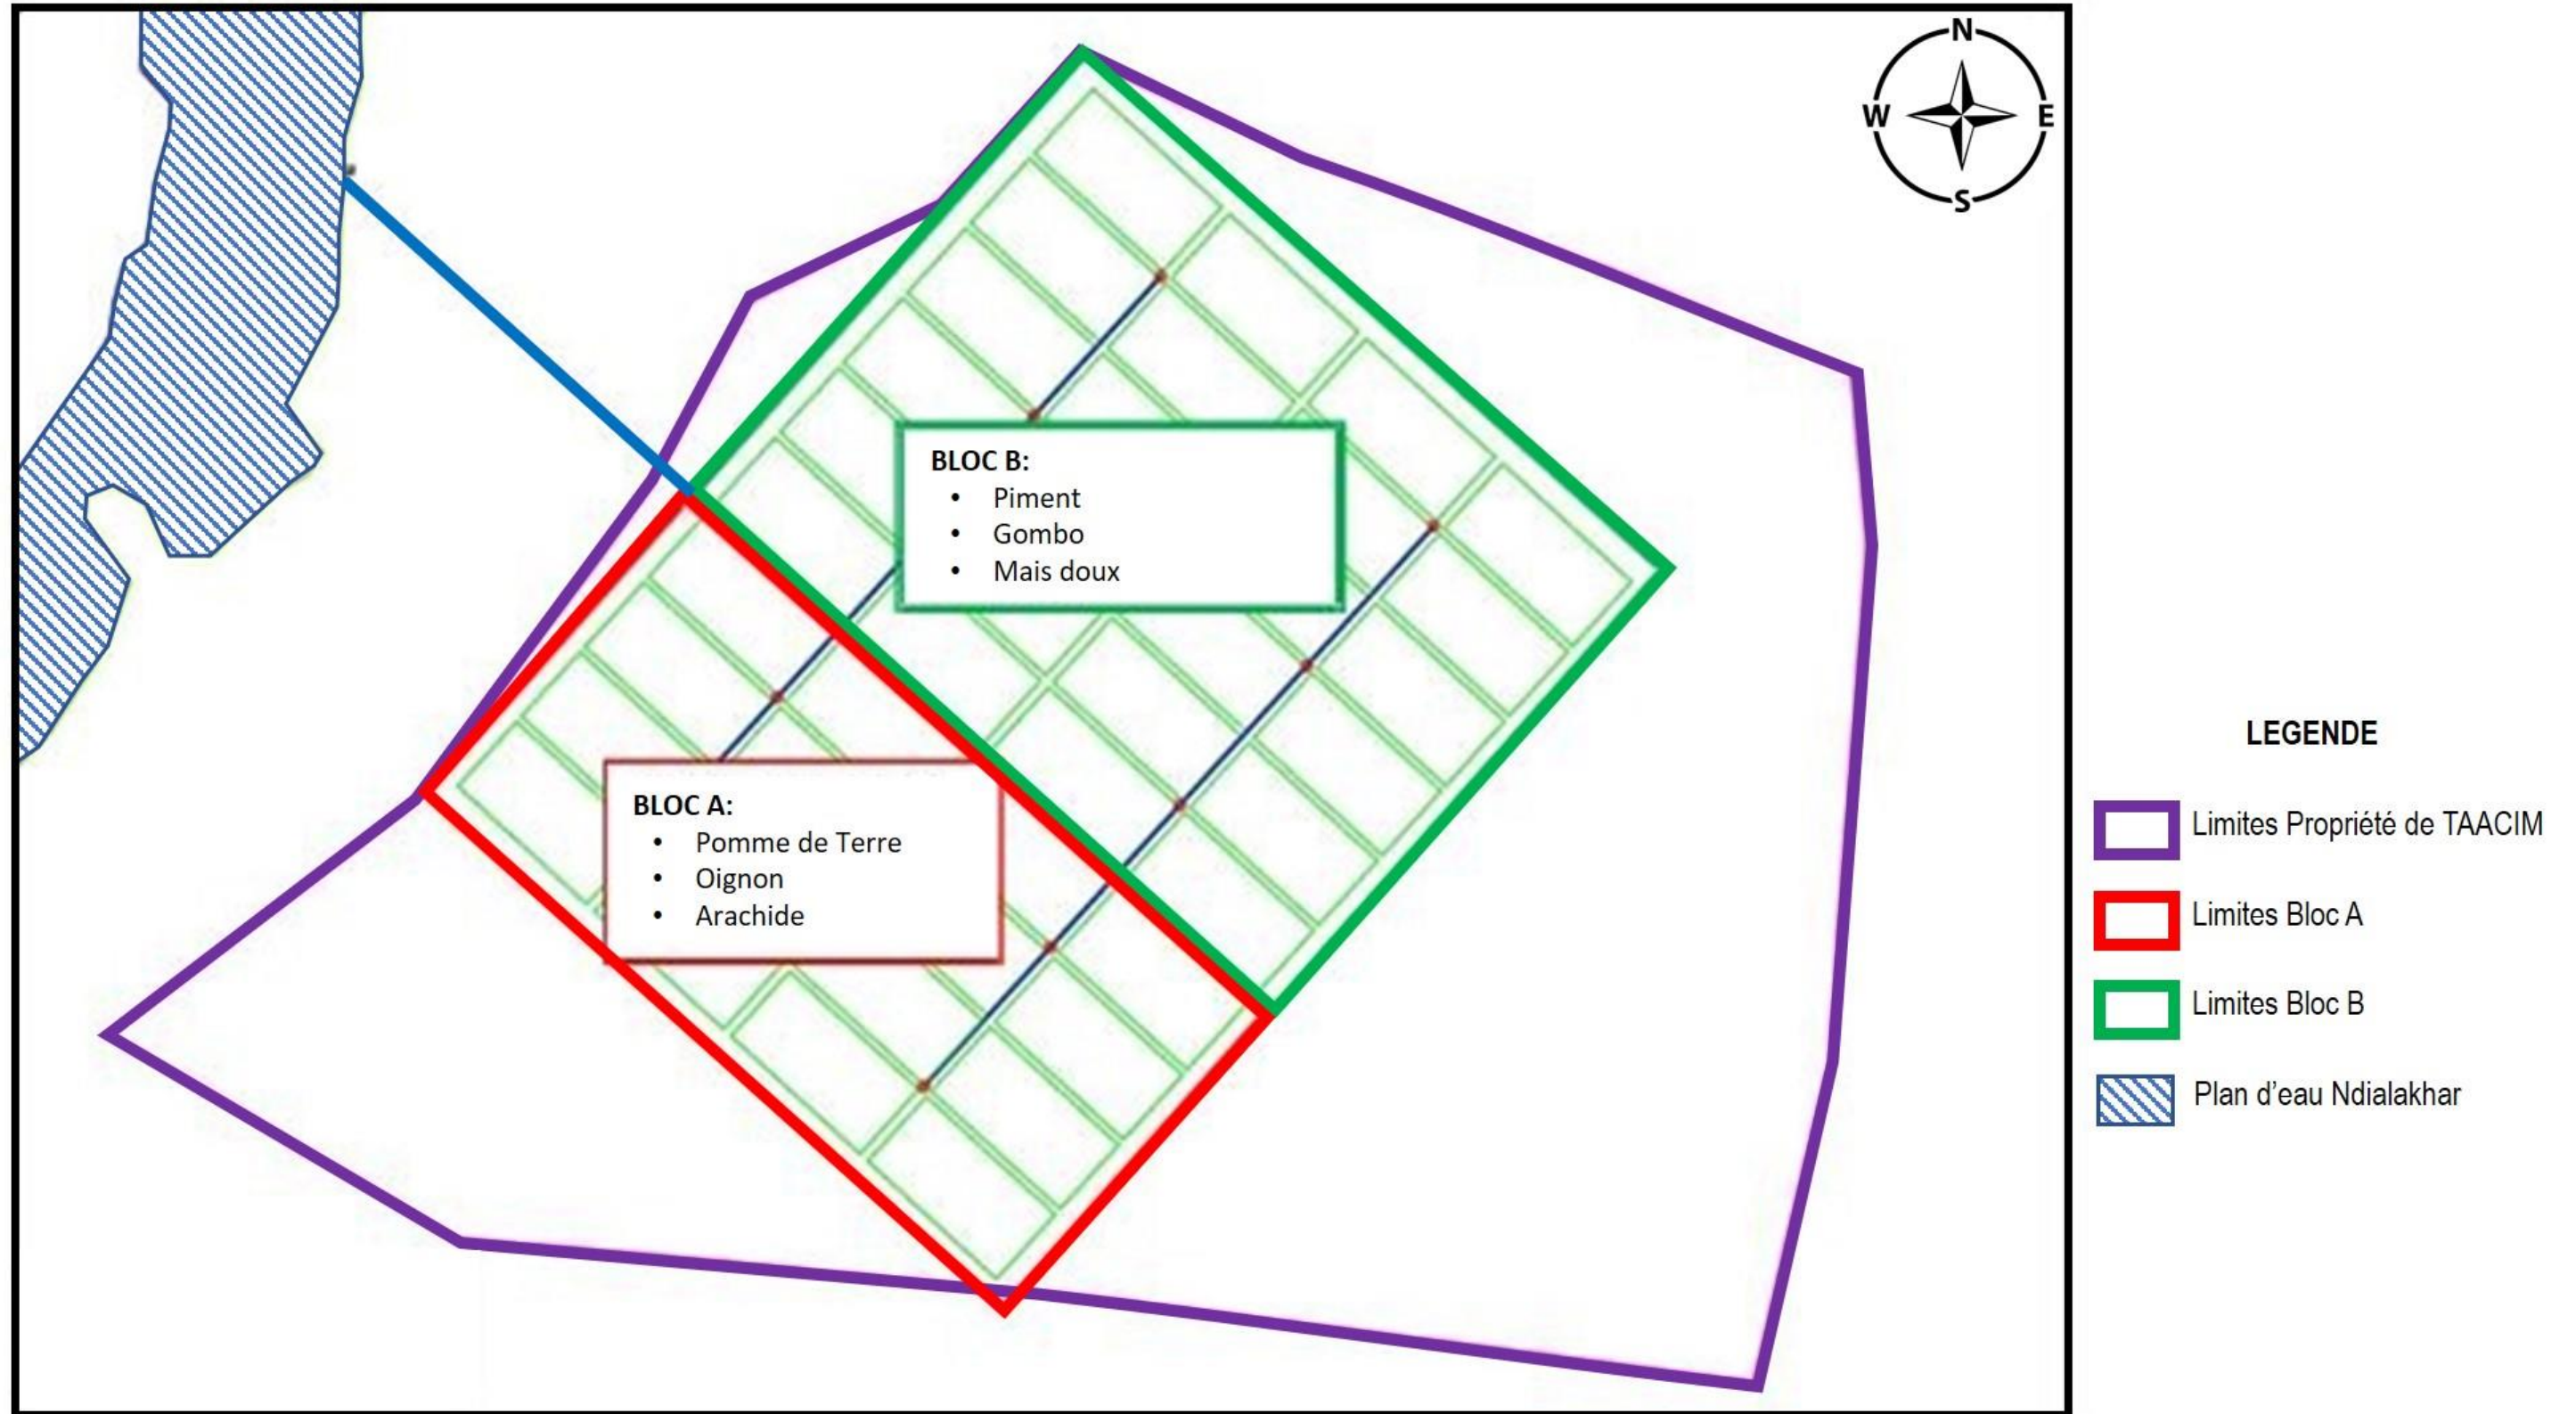 N
W
E
S
BLOC B:
• Piment
• Gombo
• Mais doux
BLOC A:
• Pomme de Terre
• Oignon
• Arachide
LEGENDE
Limites Propriété de TAACIM
Limites Bloc A
Limites Bloc B
Plan d'eau Ndialakhar